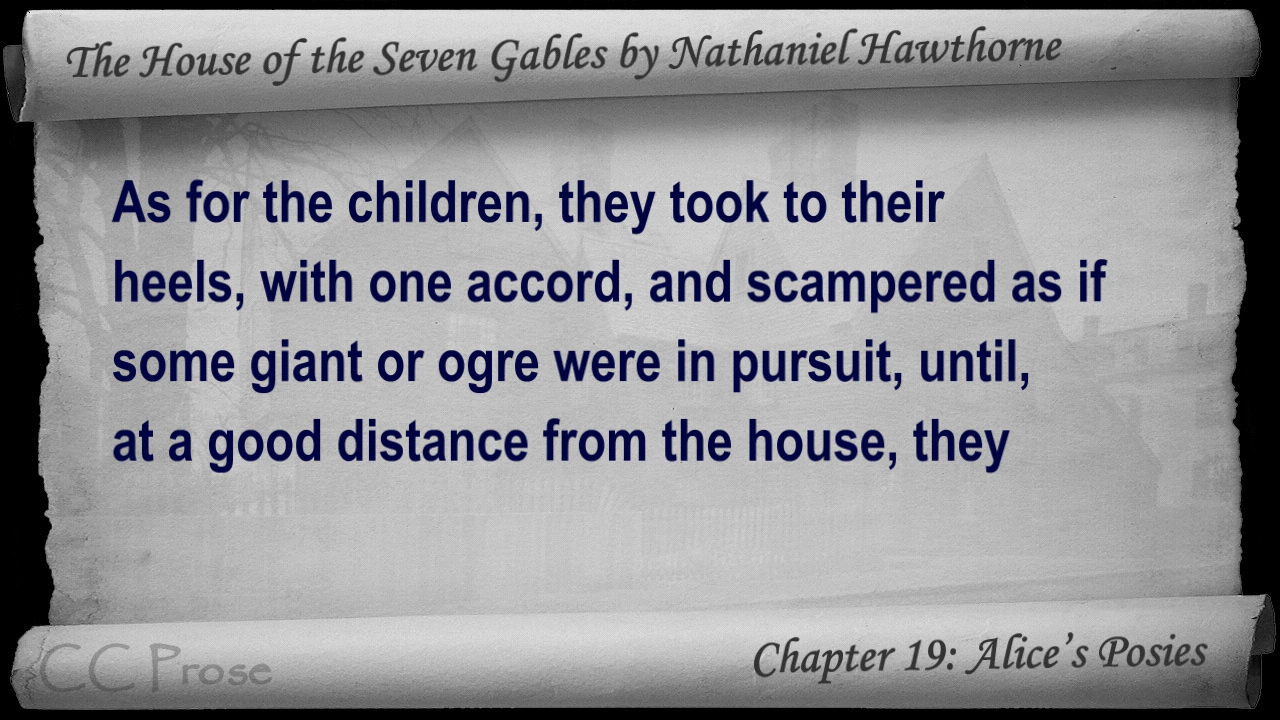 The House of the Seven Gables by Nathaniel Hawthorne
As for the children, they took to their
heels, with one accord, and scampered as if
some giant or ogre were in pursuit, until,
at a good distance from the house, they
CC Prose
Chapter 19: Alice's Posies